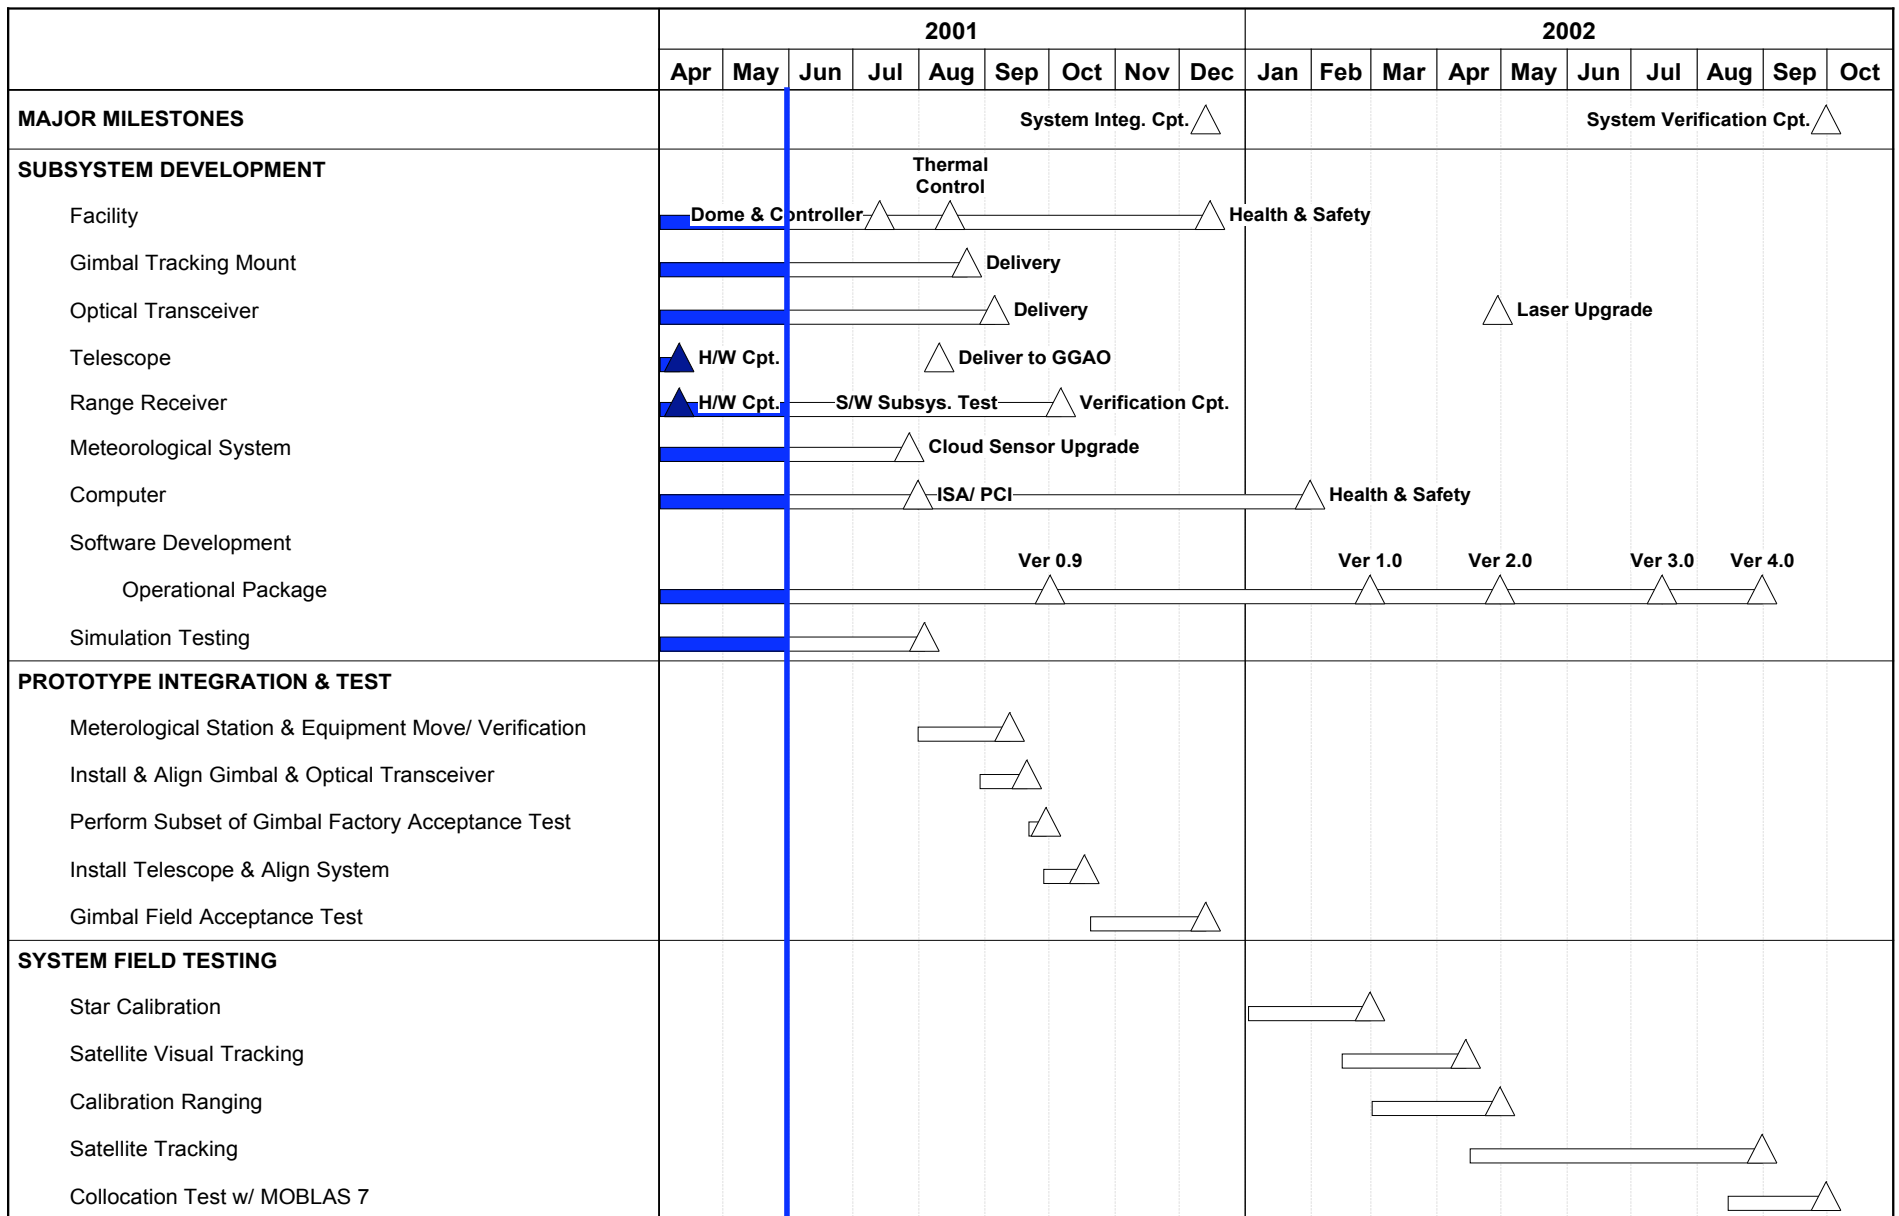 2001 2002
Apr May Jun Jul Aug Sep Oct Nov Dec Jan Feb Mar Apr May Jun Jul Aug Sep Oct
MAJOR MILESTONES System Integ. Cpt. System Verification Cpt.
SUBSYSTEM DEVELOPMENT
Thermal
Control
Facility Dome & Controller Health & Safety
Gimbal Tracking Mount Delivery
Optical Transceiver Delivery Laser Upgrade
Telescope H/W Cpt. Deliver to GGAO
Range Receiver H/W Cpt. S/W Subsys. Test Verification Cpt.
Meteorological System Cloud Sensor Upgrade
Computer ISA/ PCI Health & Safety
Software Development
Ver 0.9 Ver 1.0 Ver 2.0 Ver 3.0 Ver 4.0
Operational Package
Simulation Testing
PROTOTYPE INTEGRATION & TEST
Meterological Station & Equipment Move/ Verification
Install & Align Gimbal & Optical Transceiver
Perform Subset of Gimbal Factory Acceptance Test
Install Telescope & Align System
Gimbal Field Acceptance Test
SYSTEM FIELD TESTING
Star Calibration
Satellite Visual Tracking
Calibration Ranging
Satellite Tracking
Collocation Test w/ MOBLAS 7